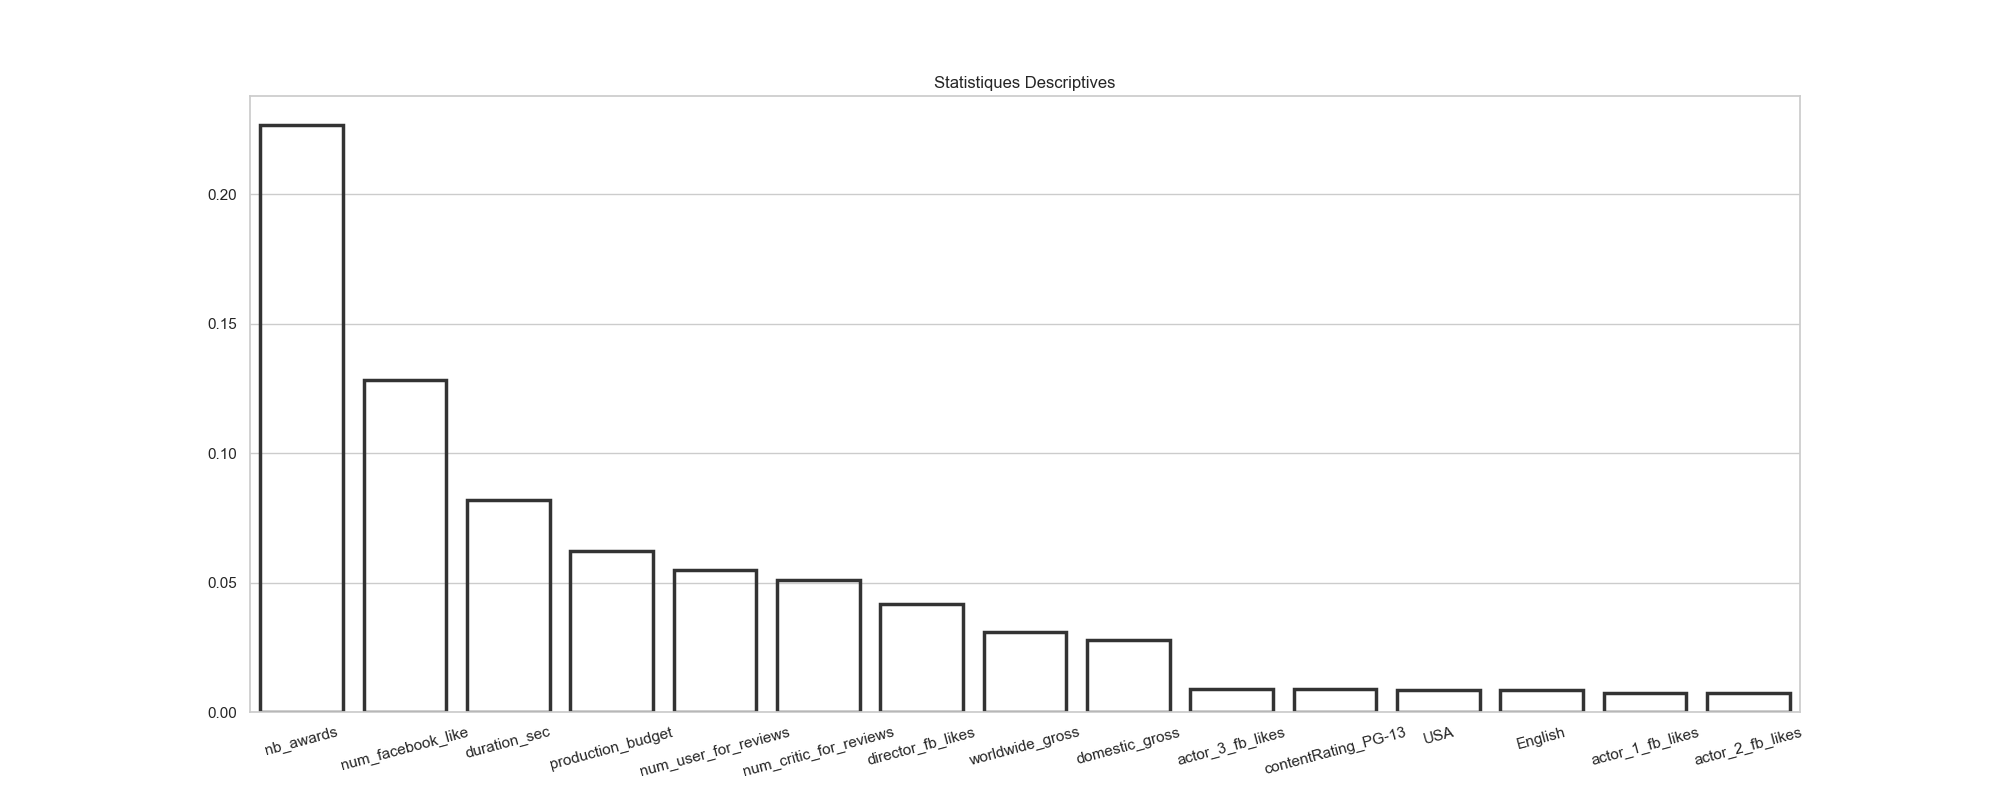 Statistiques Descriptives
0.20
0.15
0.10
0.05
0.00
nb_awards
num_facebook_like
duration_sec
production_budget
num_user_for_reviews
num_critic_for_reviews
director_fb_likes
worldwide_gross
domestic_gross
actor_3_fb_likes
contentRating_PG-13
USA
English
actor_1_fb_likes
actor_2_fb_likes